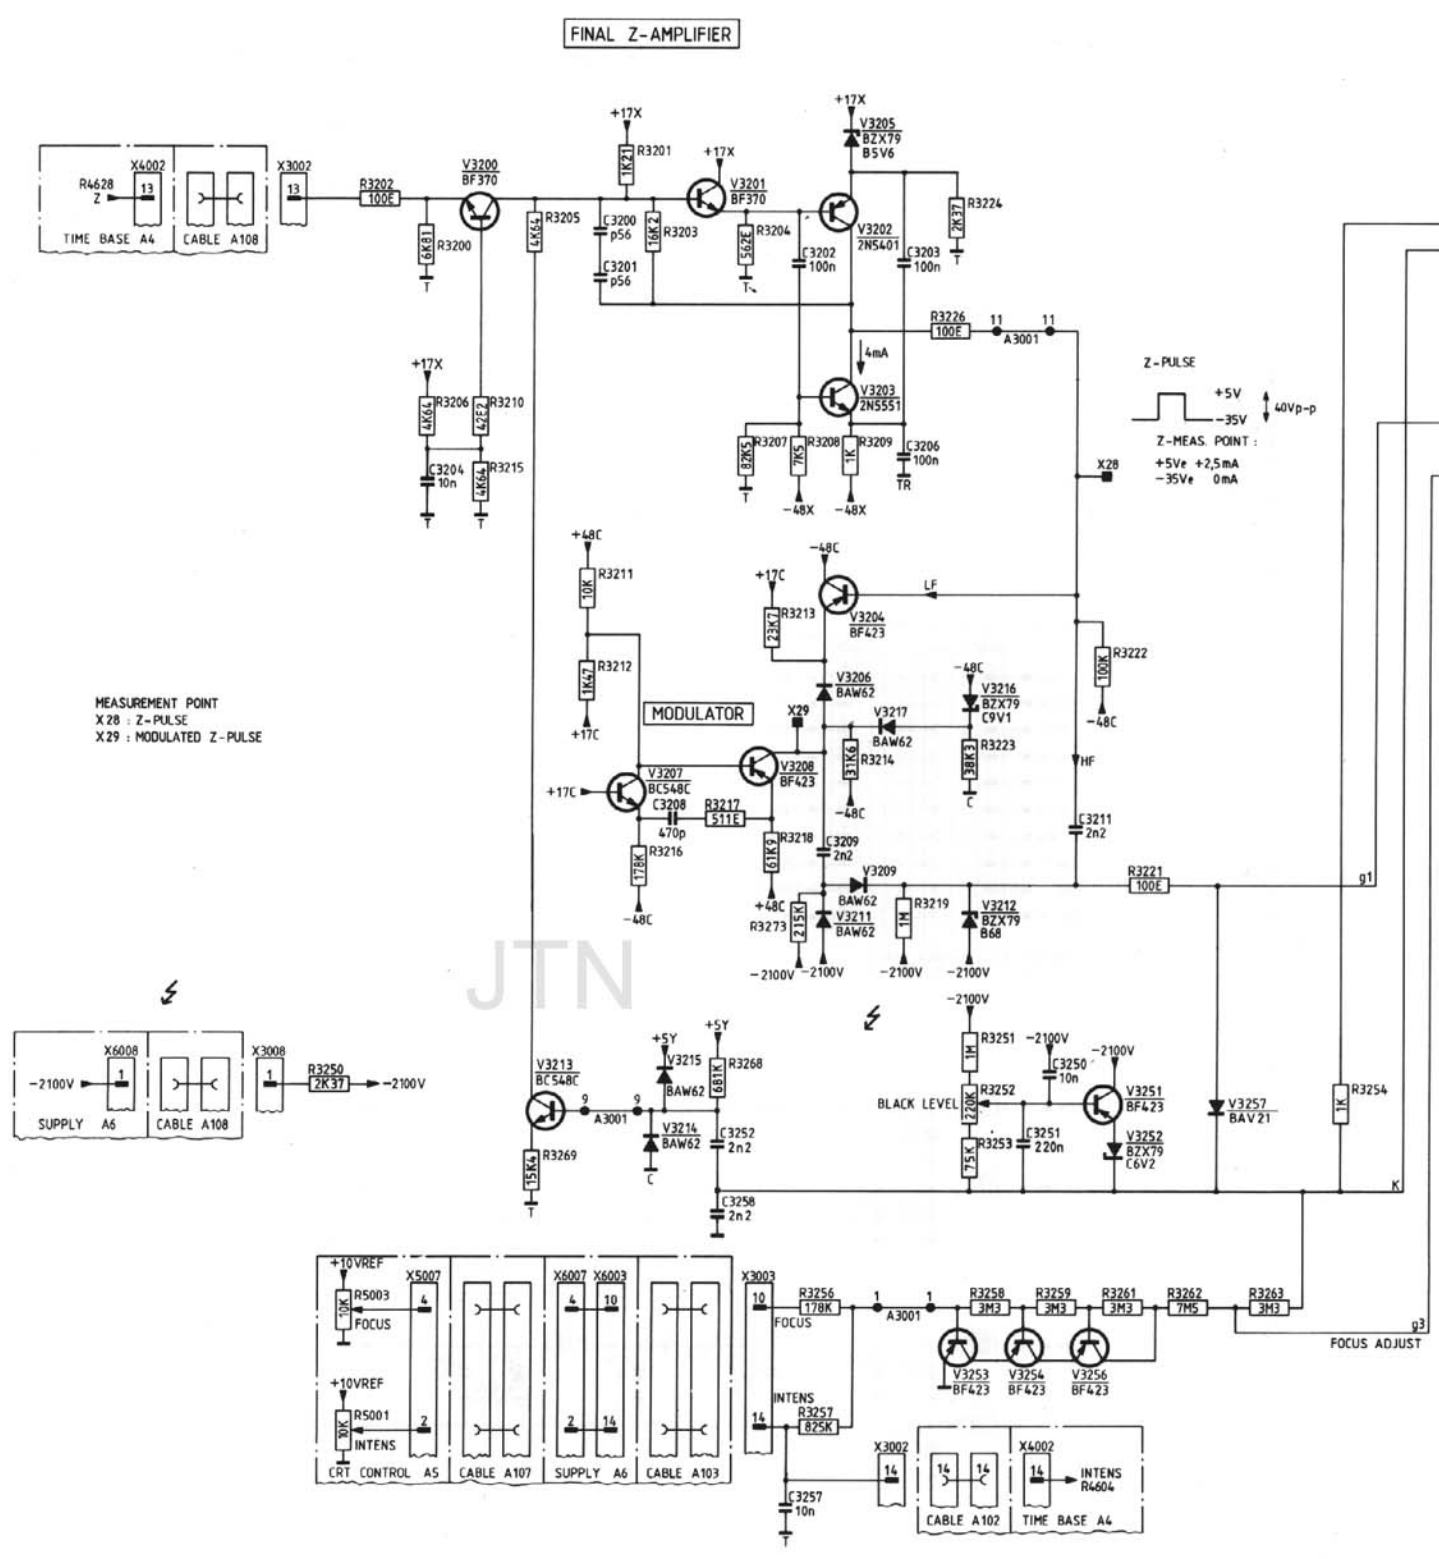 FINAL Z-AMPLIFIER
+17X
V3205
BZX79
B5V6
+17X
R3201
1K21
+17X
X4002
R4628
Z
13
TIME BASE A4
CABLE A108
X3002
13
R3202
100E
V3200
BF370
R3200
6K81
T
R3205
4K64
C3200
p56
C3201
p56
R3203
16K2
V3201
BF370
R3204
562E
T
C3202
100n
V3202
2N5401
C3203
100n
R3224
2K37
T
R3226
100E
11
11
A3001
4mA
Z-PULSE
+5V
-35V
40Vp-p
Z-MEAS. POINT :
+5Ve +2,5mA
-35Ve 0mA
X28
+17X
R3206
4K64
R3210
42E2
C3204
10n
R3215
4K64
T
T
V3203
2N5551
R3207
82K5
R3208
7K5
R3209
1K
C3206
100n
T
-48X
-48X
TR
+48C
R3211
10K
R3212
1K47
+17C
-48C
+17C
R3213
23K7
V3204
BF423
LF
R3222
100K
-48C
HF
MEASUREMENT POINT
X28 : Z-PULSE
X29 : MODULATED Z-PULSE
MODULATOR
V3206
BAW62
X29
V3217
BAW62
-48C
V3216
BZX79
C9V1
R3214
31K6
-48C
R3223
38K3
C
+17C
V3207
BC548C
V3208
BF423
C3208
470p
R3217
511E
R3216
178K
-48C
R3218
61K9
+48C
C3209
2n2
C3211
2n2
V3209
BAW62
R3273
215K
V3211
BAW62
R3219
1M
V3212
BZX79
B68
-2100V
-2100V
-2100V
-2100V
R3221
100E
g1
JTN
X6008
-2100V
1
SUPPLY A6
CABLE A108
X3008
1
R3250
2K37
-2100V
V3213
BC548C
R3269
15K4
T
9
9
A3001
+5Y
V3215
BAW62
V3214
BAW62
C
+5Y
R3268
681K
C3252
2n2
C3258
2n2
-2100V
R3251
1M
BLACK LEVEL
R3252
220K
R3253
75K
-2100V
C3250
10n
C3251
220n
-2100V
V3251
BF423
V3252
BZX79
C6V2
V3257
BAV21
R3254
1K
K
+10VREF
R5003
10K
FOCUS
X5007
4
+10VREF
R5001
10K
INTENS
2
CRT CONTROL A5
CABLE A107
X6007
X6003
4
10
2
14
SUPPLY A6
CABLE A103
X3003
10
FOCUS
14
INTENS
R3256
178K
R3257
825K
C3257
10n
T
1
1
A3001
R3258
3M3
R3259
3M3
R3261
3M3
R3262
7M5
R3263
3M3
V3253
BF423
V3254
BF423
V3256
BF423
g3
FOCUS ADJUST
X3002
14
14
14
CABLE A102
X4002
14
INTENS
R4604
TIME BASE A4